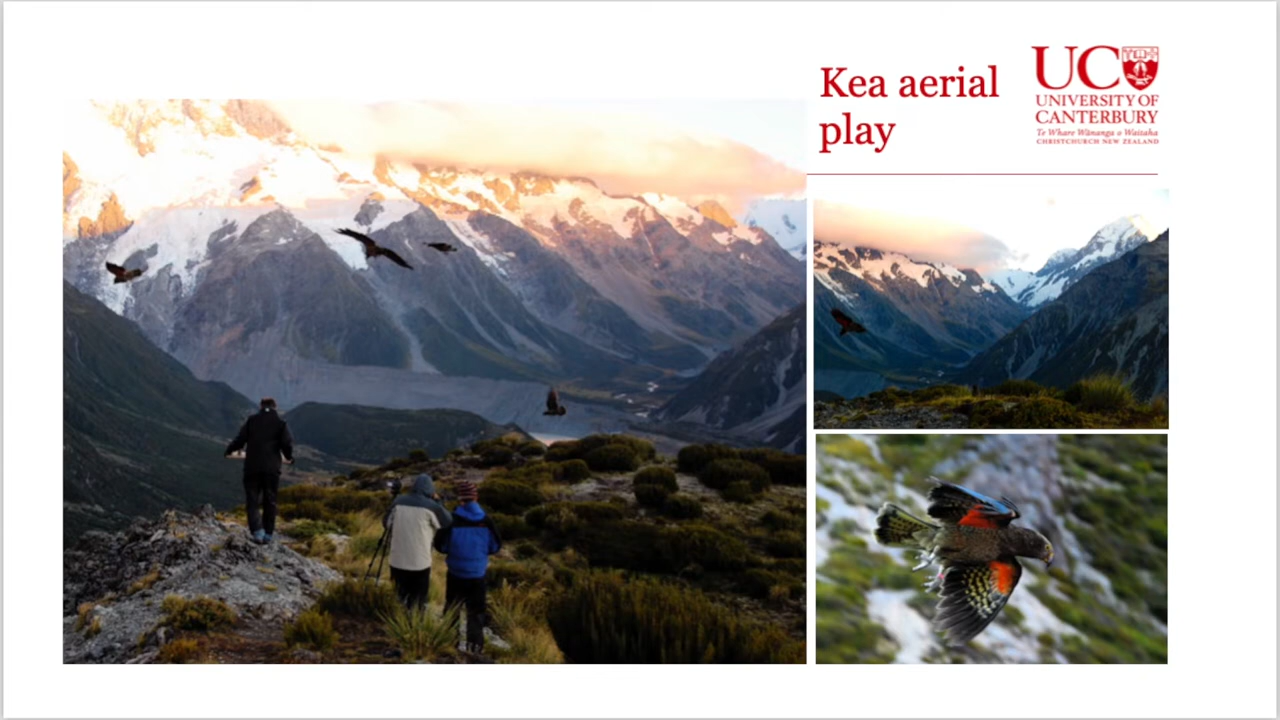 Kea aerial
play
UC
UNIVERSITY OF
CANTERBURY
Te Whare Wānanga o Waitaha
CHRISTCHURCH NEW ZEALAND